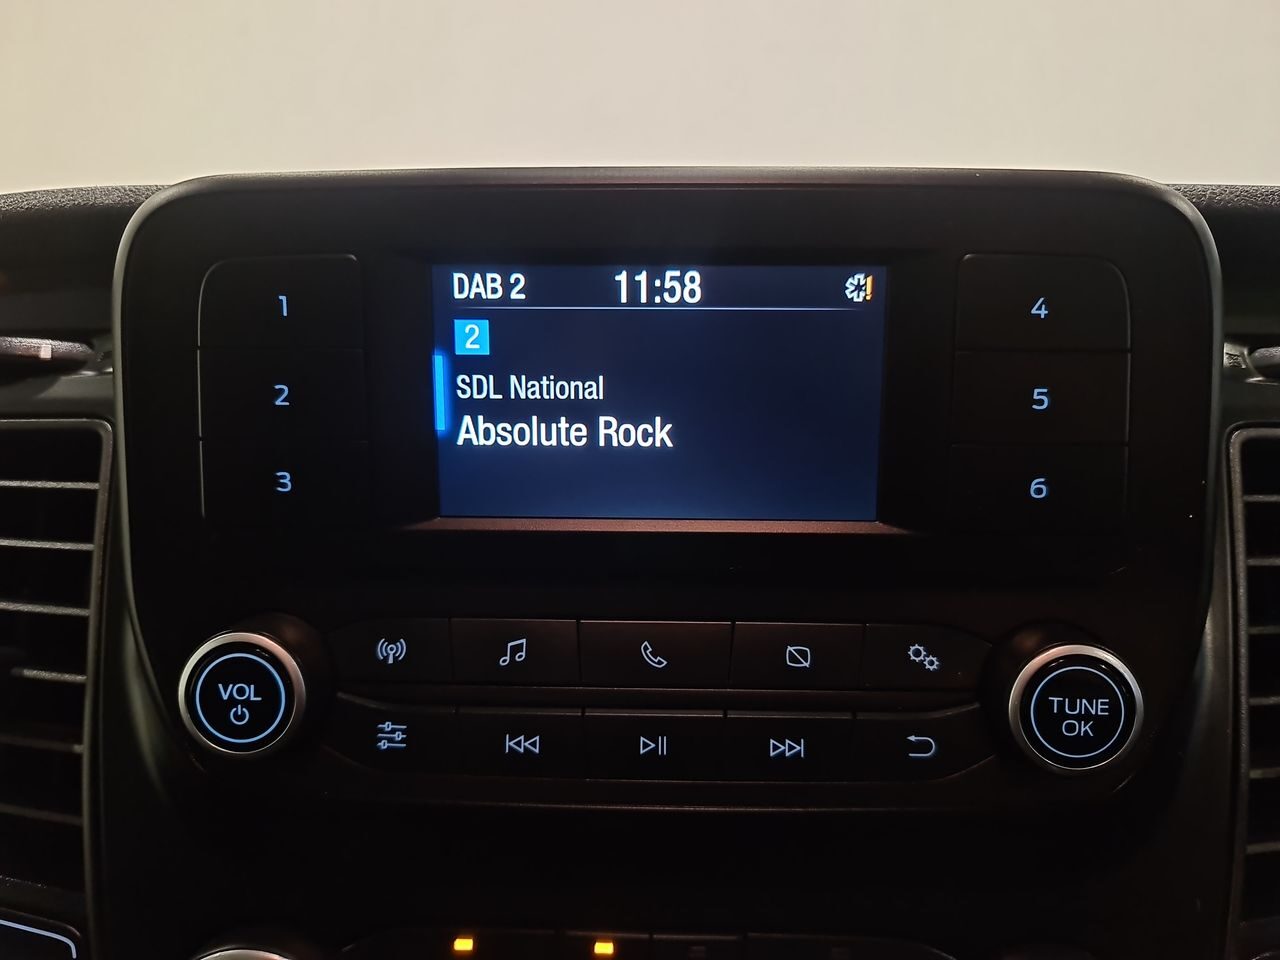 DAB 2 11:58
2
SDL National
Absolute Rock
1
2
3
4
5
6
VOL
TUNE
OK